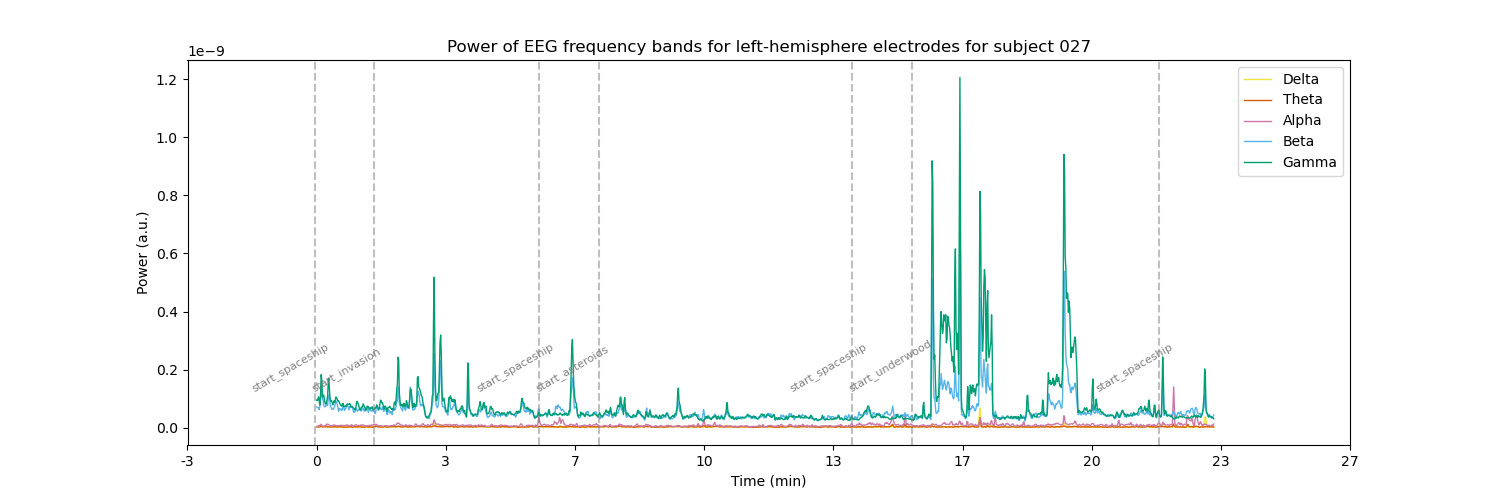 Power of EEG frequency bands for left-hemisphere electrodes for subject 027
1e−9
1.2
1.0
0.8
0.6
0.4
0.2
0.0
Power (a.u.)
Delta
Theta
Alpha
Beta
Gamma
start_spaceship
start_invasion
start_spaceship
start_asteroids
start_spaceship
start_underwood
start_spaceship
-3
0
3
7
10
13
17
20
23
27
Time (min)